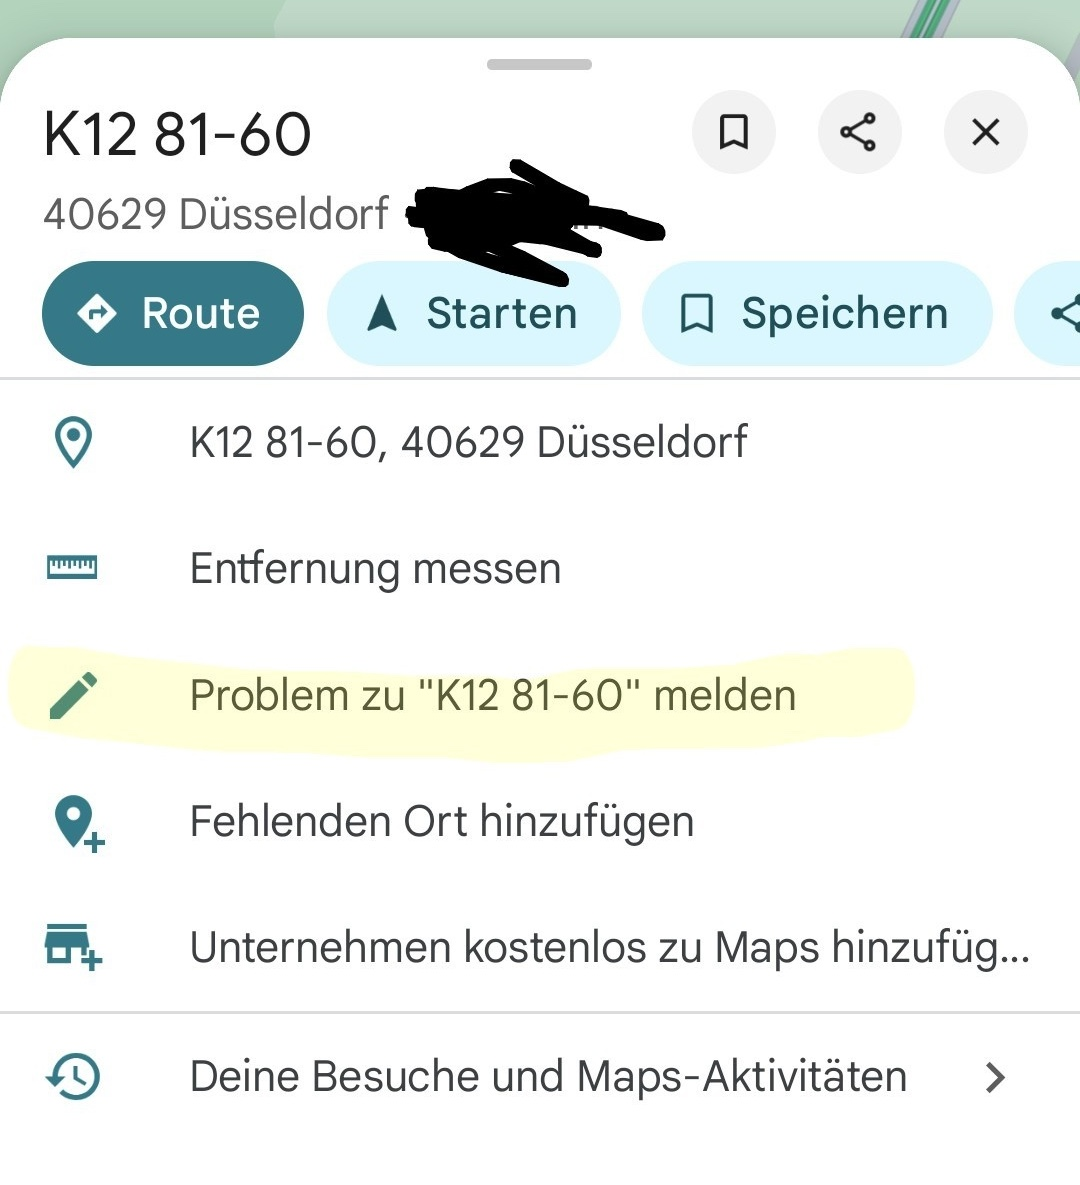 K12 81-60
40629 Düsseldorf
Route
Starten
Speichern
K12 81-60, 40629 Düsseldorf
Entfernung messen
Problem zu "K12 81-60" melden
Fehlenden Ort hinzufügen
Unternehmen kostenlos zu Maps hinzufüg...
Deine Besuche und Maps-Aktivitäten